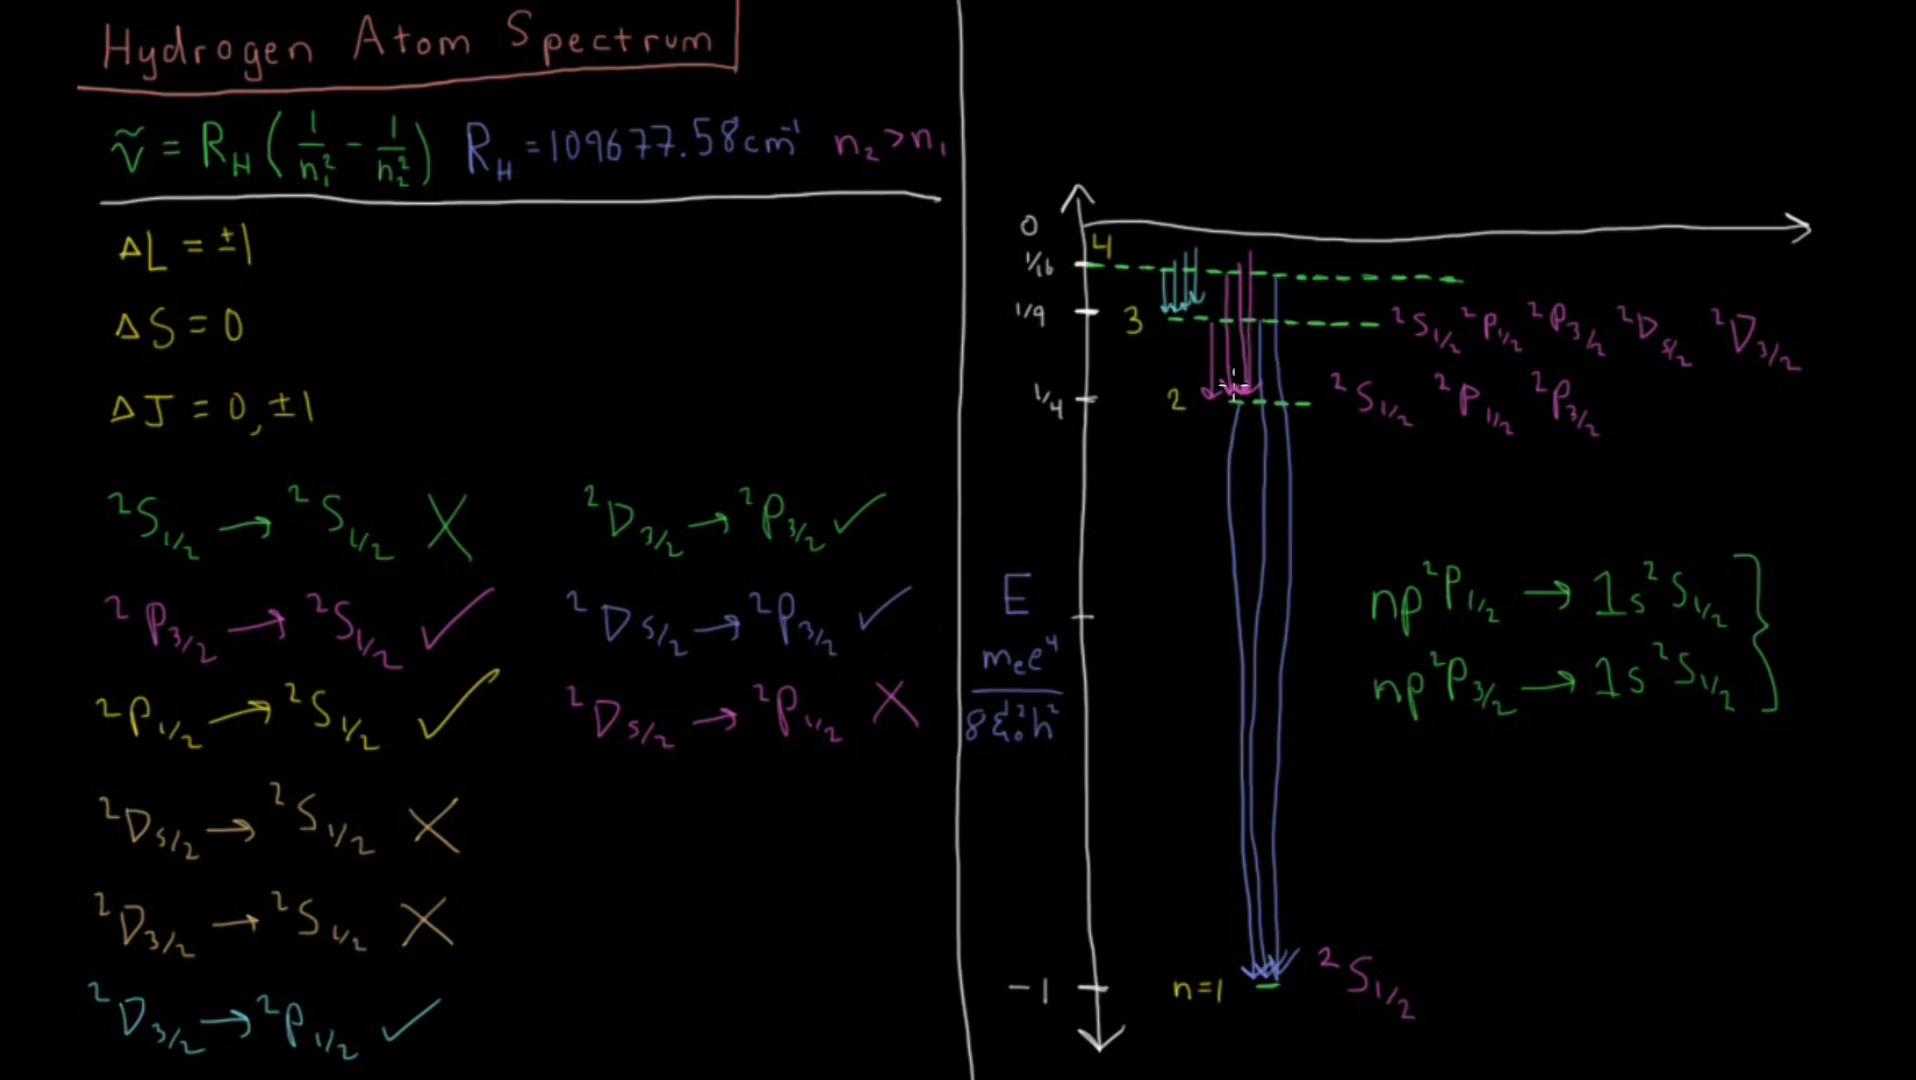 Hydrogen Atom Spectrum
ṽ = R_H (1/n₁² - 1/n₂²) R_H = 109677.58 cm⁻¹ n₂ > n₁
ΔL = ±1
ΔS = 0
ΔJ = 0, ±1
²S₁/₂ → ²S₁/₂ X
²P₃/₂ → ²S₁/₂ ✓
²P₁/₂ → ²S₁/₂ ✓
²D₅/₂ → ²S₁/₂ X
²D₃/₂ → ²S₁/₂ X
²D₃/₂ → ²P₁/₂ ✓
²D₃/₂ → ²P₃/₂ ✓
²D₅/₂ → ²P₃/₂ ✓
²D₅/₂ → ²P₁/₂ X
0
1/16 4
1/9 3 ²S₁/₂ ²P₁/₂ ²P₃/₂ ²D₅/₂ ²D₃/₂
1/4 2 ²S₁/₂ ²P₁/₂ ²P₃/₂
E
mₑe⁴
8ε₀²h²
np ²P₁/₂ → 1s ²S₁/₂
np ²P₃/₂ → 1s ²S₁/₂
-1 n=1 ²S₁/₂